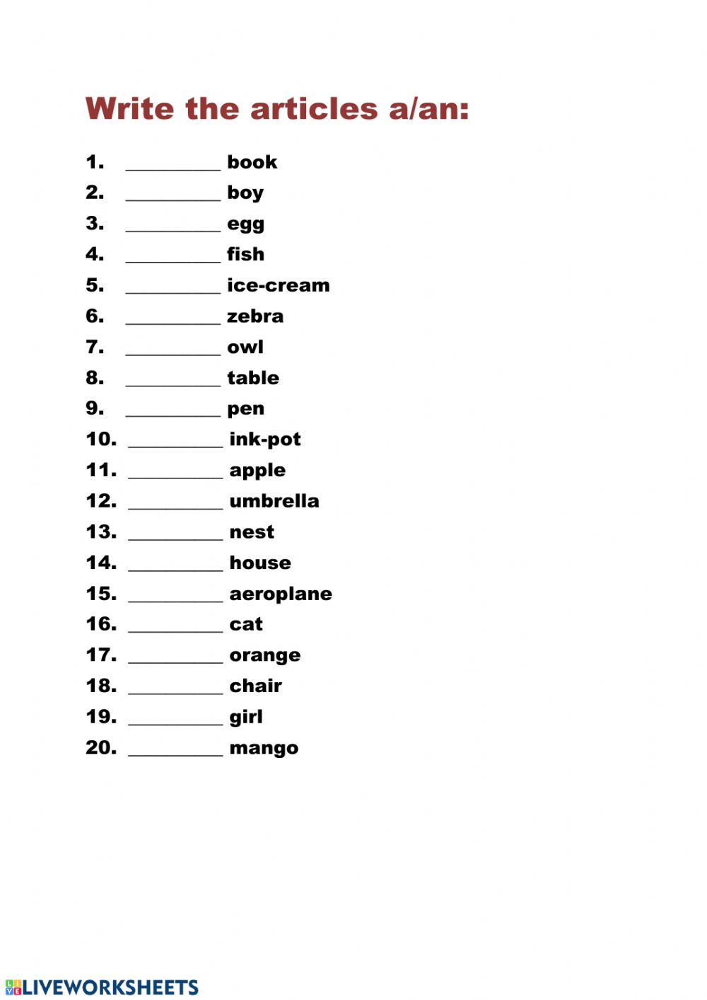 Write the articles a/an:
1. __________ book
2. __________ boy
3. __________ egg
4. __________ fish
5. __________ ice-cream
6. __________ zebra
7. __________ owl
8. __________ table
9. __________ pen
10. __________ ink-pot
11. __________ apple
12. __________ umbrella
13. __________ nest
14. __________ house
15. __________ aeroplane
16. __________ cat
17. __________ orange
18. __________ chair
19. __________ girl
20. __________ mango
LIVE LIVEWORKSHEETS